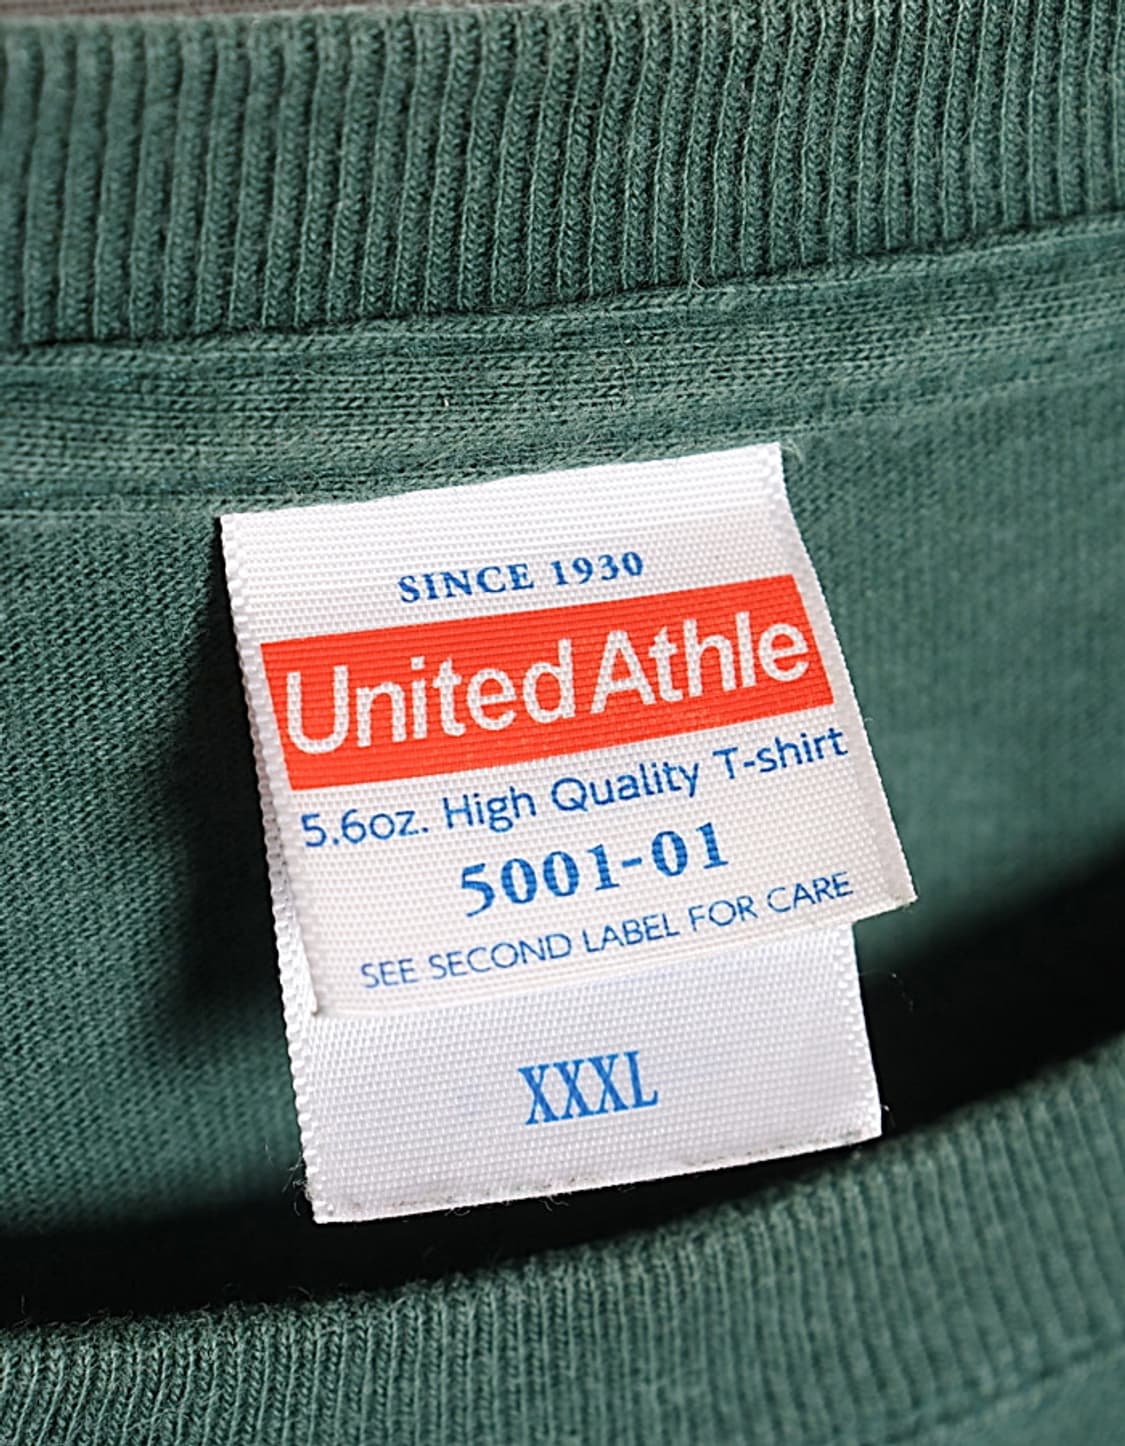 SINCE 1930
United Athle
5.6oz. High Quality T-shirt
5001-01
SEE SECOND LABEL FOR CARE
XXXL